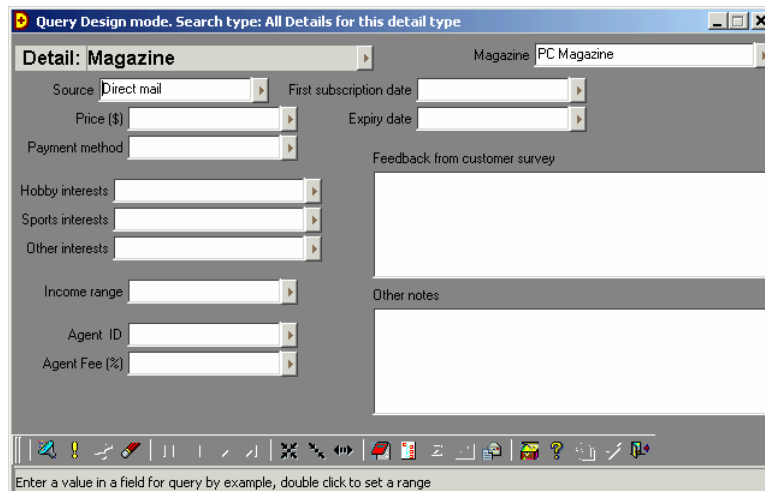 Query Design mode. Search type: All Details for this detail type
Detail: Magazine
Magazine PC Magazine
Source Direct mail First subscription date
Price ($) Expiry date
Payment method
Feedback from customer survey
Hobby interests
Sports interests
Other interests
Income range
Other notes
Agent ID
Agent Fee (%)
Enter a value in a field for query by example, double click to set a range